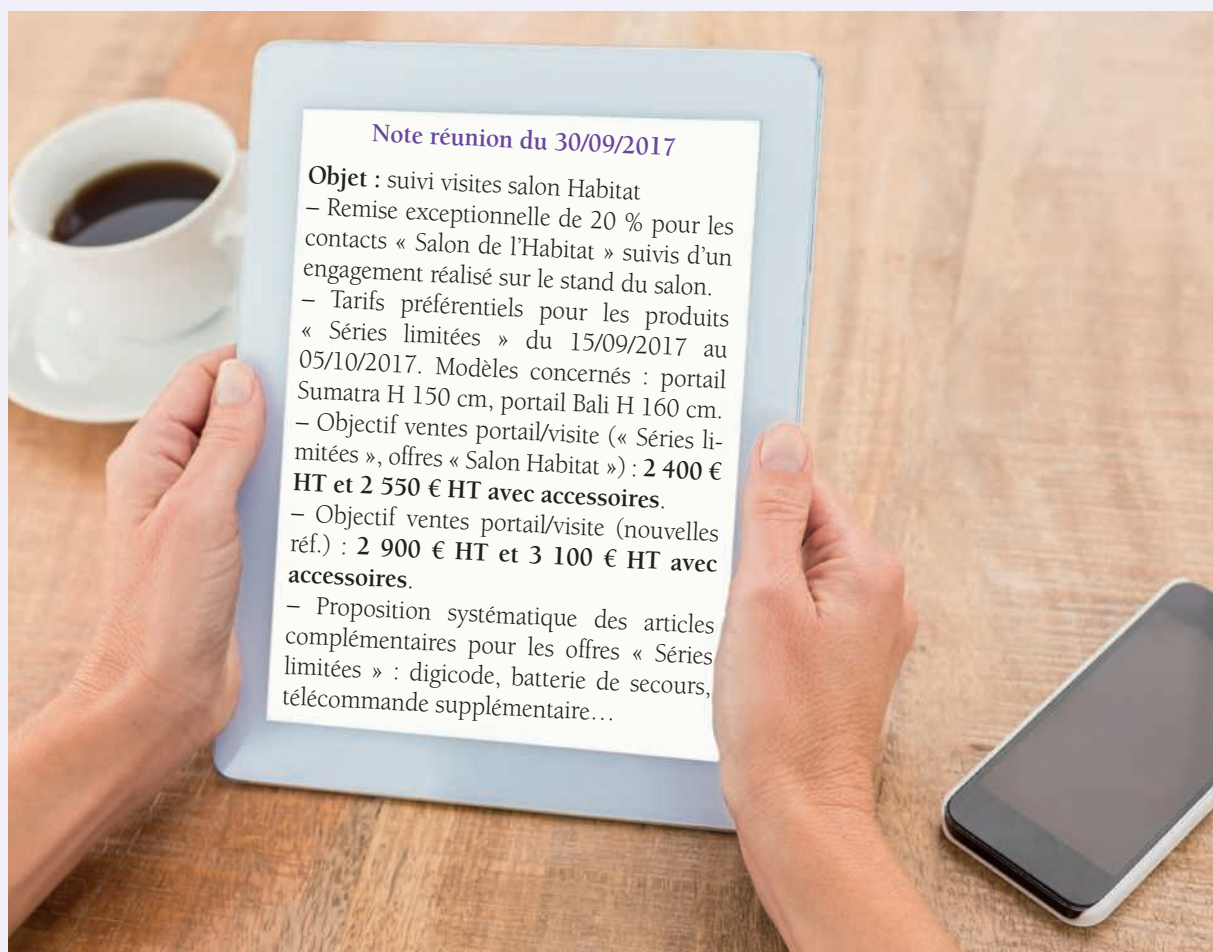 Note réunion du 30/09/2017
Objet : suivi visites salon Habitat
– Remise exceptionnelle de 20 % pour les
contacts « Salon de l'Habitat » suivis d'un
engagement réalisé sur le stand du salon.
– Tarifs préférentiels pour les produits
« Séries limitées » du 15/09/2017 au
05/10/2017. Modèles concernés : portail
Sumatra H 150 cm, portail Bali H 160 cm.
– Objectif ventes portail/visite (« Séries li-
mitées », offres « Salon Habitat ») : 2 400 €
HT et 2 550 € HT avec accessoires.
– Objectif ventes portail/visite (nouvelles
réf.) : 2 900 € HT et 3 100 € HT avec
accessoires.
– Proposition systématique des articles
complémentaires pour les offres « Séries
limitées » : digicode, batterie de secours,
télécommande supplémentaire…